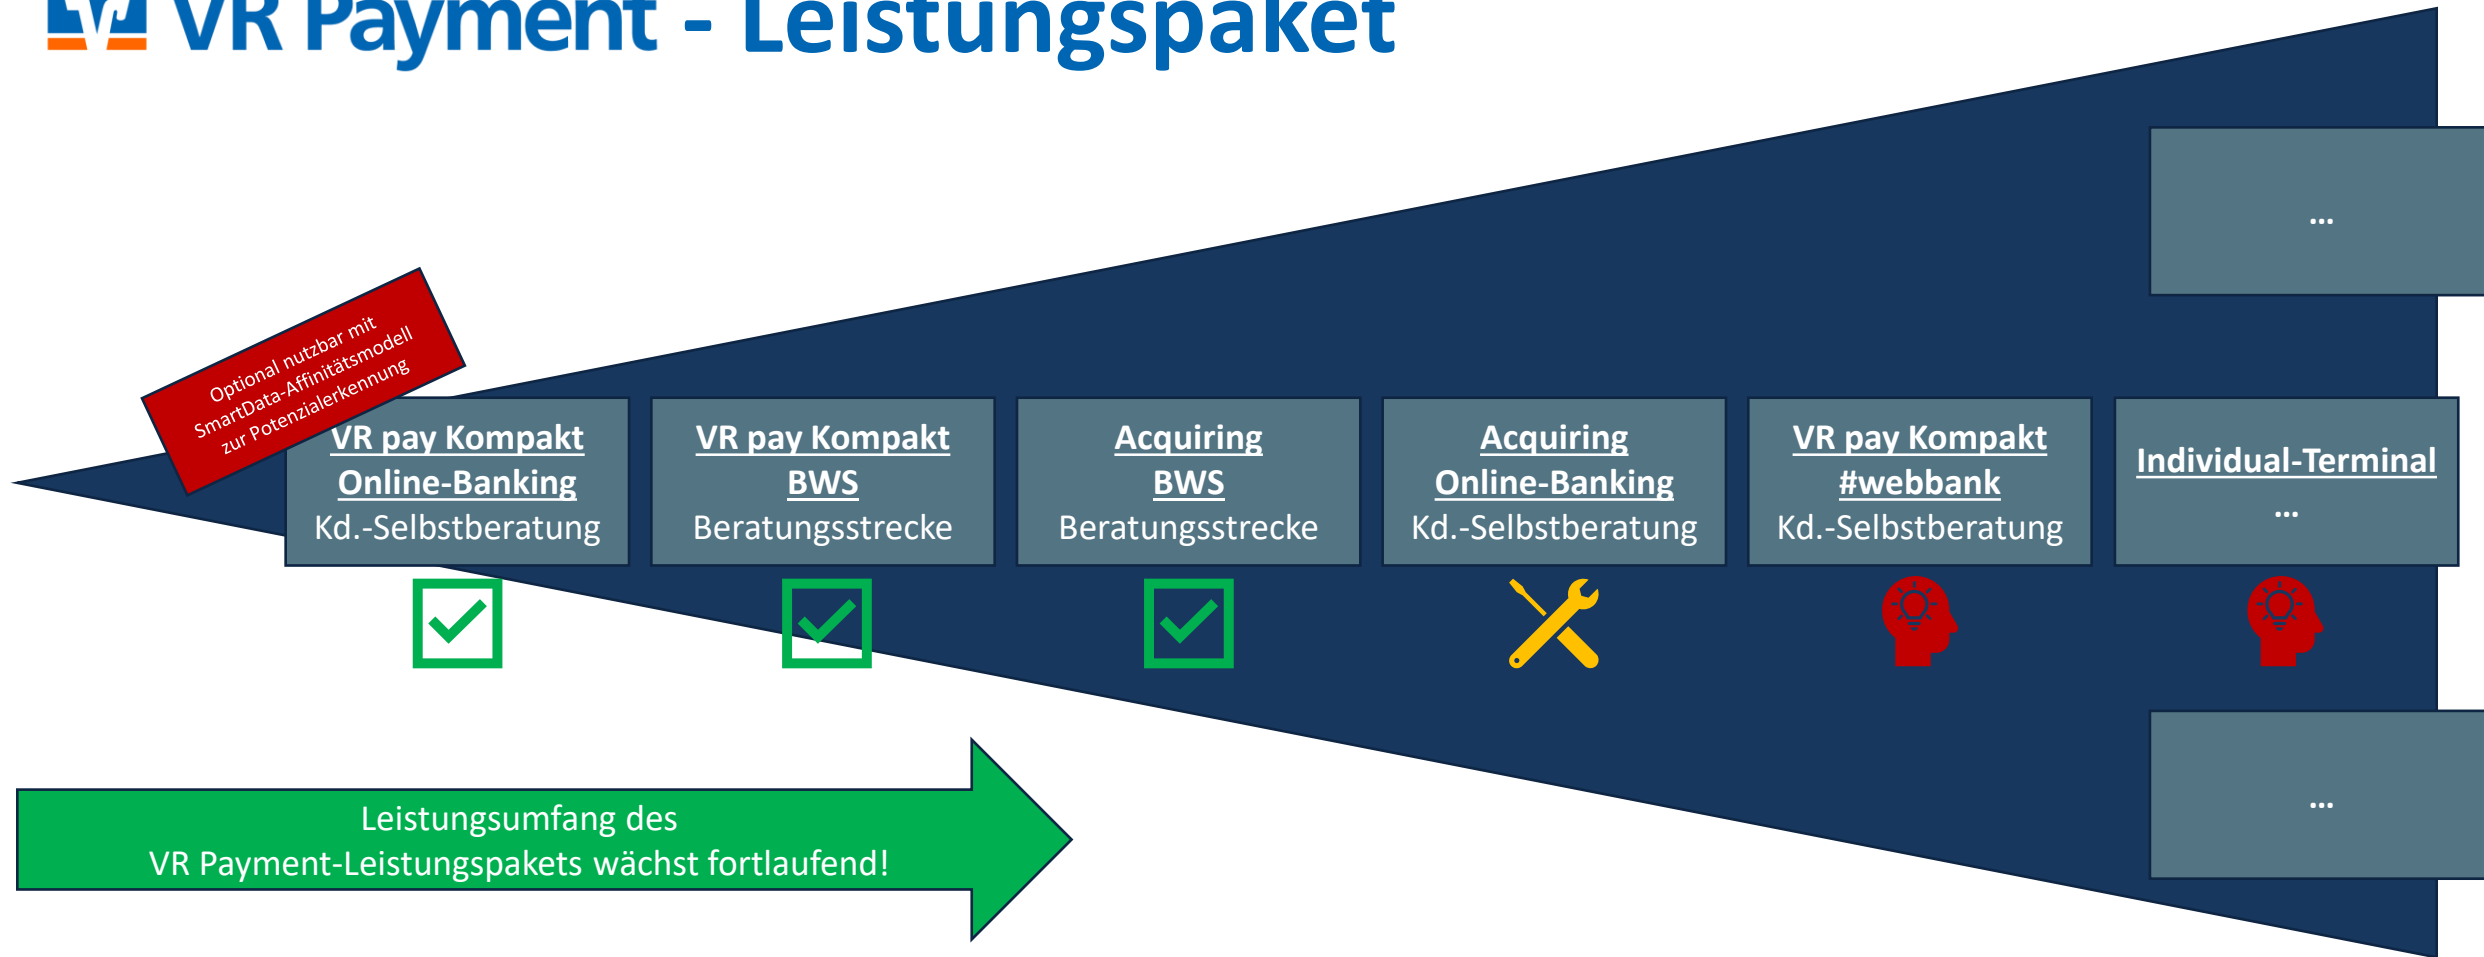 VR Payment - Leistungspaket
...
Optional nutzbar mit
SmartData-Affinitätsmodell
zur Potenzialerkennung
VR pay Kompakt
Online-Banking
Kd.-Selbstberatung
VR pay Kompakt
BWS
Beratungsstrecke
Acquiring
BWS
Beratungsstrecke
Acquiring
Online-Banking
Kd.-Selbstberatung
VR pay Kompakt
#webbank
Kd.-Selbstberatung
Individual-Terminal
...
Leistungsumfang des
VR Payment-Leistungspakets wächst fortlaufend!
...